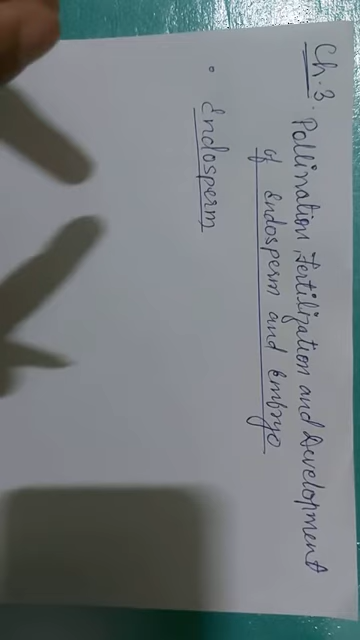 Ch. 3. Pollination, Fertilization and Development
of Endosperm and Embryo
• Endosperm